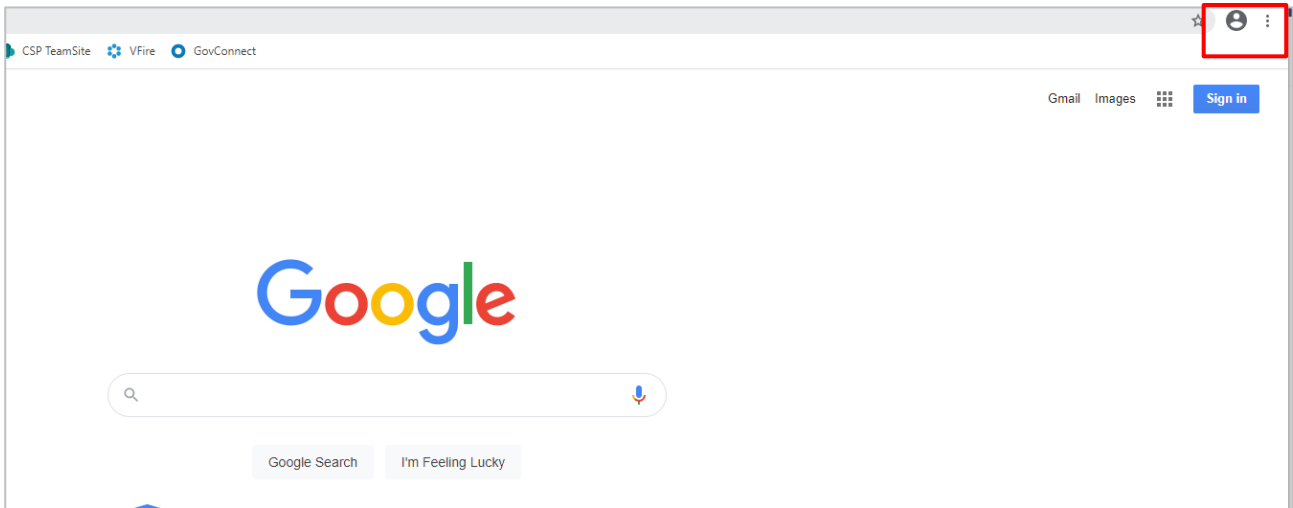 CSP TeamSite VFire GovConnect
Gmail Images Sign in
Google
Google Search I'm Feeling Lucky